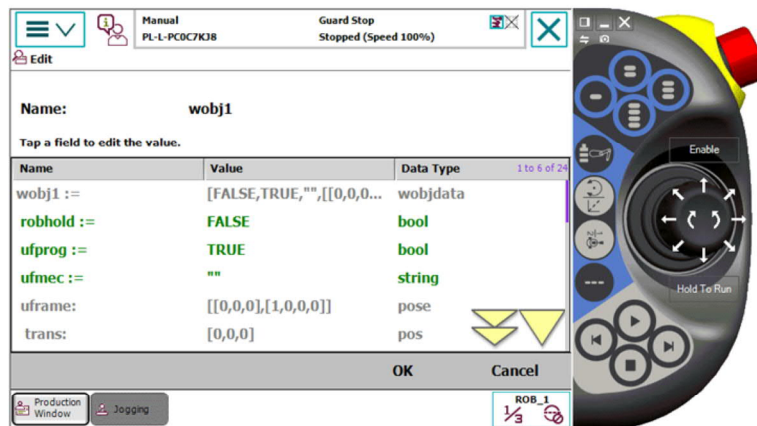 Manual
PL-L-PC0C7KJ8
Guard Stop
Stopped (Speed 100%)
Edit
Name: wobj1
Tap a field to edit the value.
Name Value Data Type 1 to 6 of 24
wobj1 := [FALSE,TRUE,"",[[0,0,0... wobjdata
robhold := FALSE bool
ufprog := TRUE bool
ufmec := "" string
uframe: [[0,0,0],[1,0,0,0]] pose
trans: [0,0,0] pos
OK Cancel
Production
Window
Jogging
ROB_1
1/3
Enable
Hold To Run